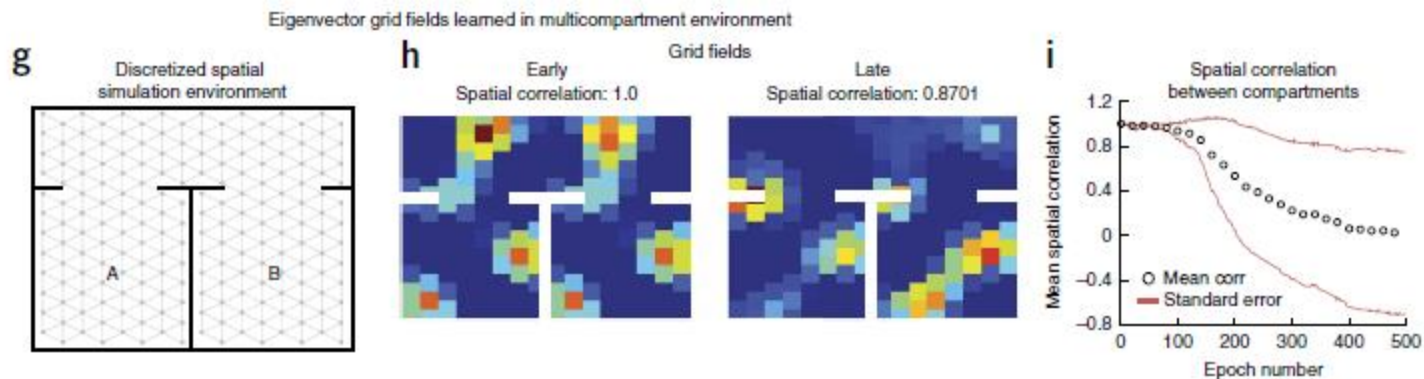 Eigenvector grid fields learned in multicompartment environment
g
Discretized spatial
simulation environment
A
B
h
Grid fields
Early
Spatial correlation: 1.0
Late
Spatial correlation: 0.8701
i
Spatial correlation
between compartments
Mean spatial correlation
1.2
0.8
0.4
0
–0.4
–0.8
Mean corr
Standard error
0 100 200 300 400 500
Epoch number